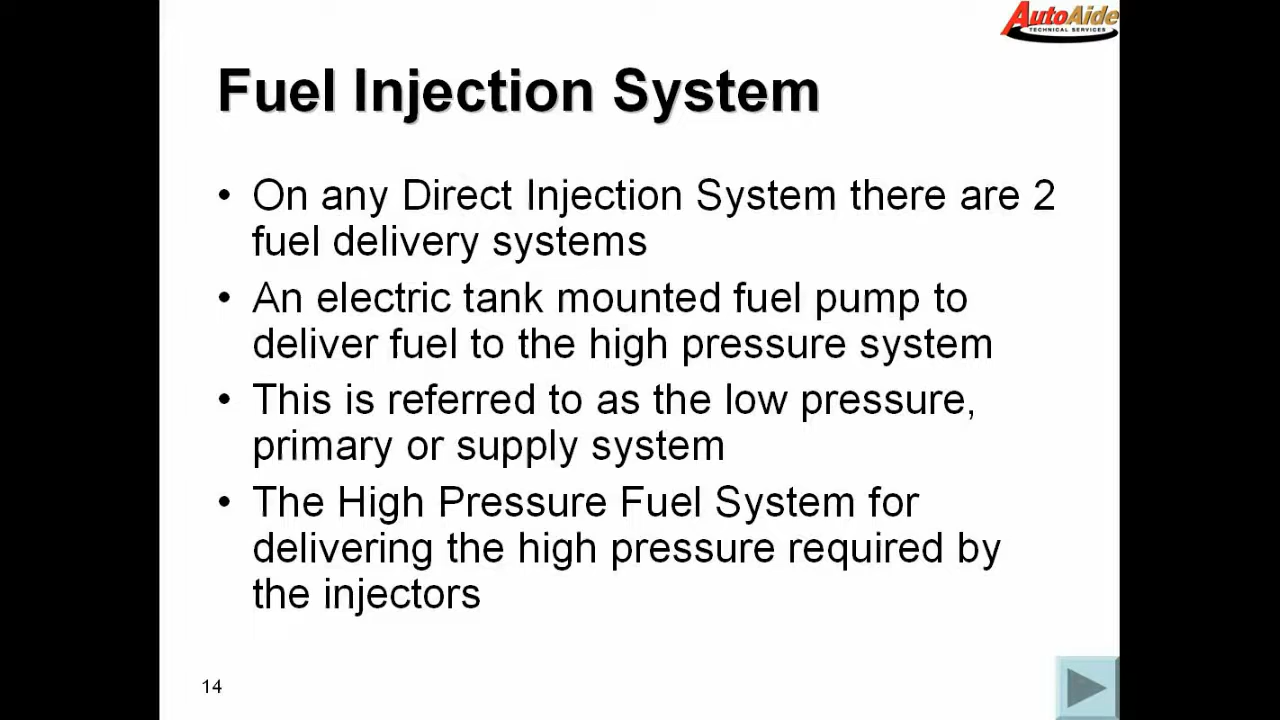 AutoAide
TECHNICAL SERVICES
Fuel Injection System
• On any Direct Injection System there are 2
fuel delivery systems
• An electric tank mounted fuel pump to
deliver fuel to the high pressure system
• This is referred to as the low pressure,
primary or supply system
• The High Pressure Fuel System for
delivering the high pressure required by
the injectors
14